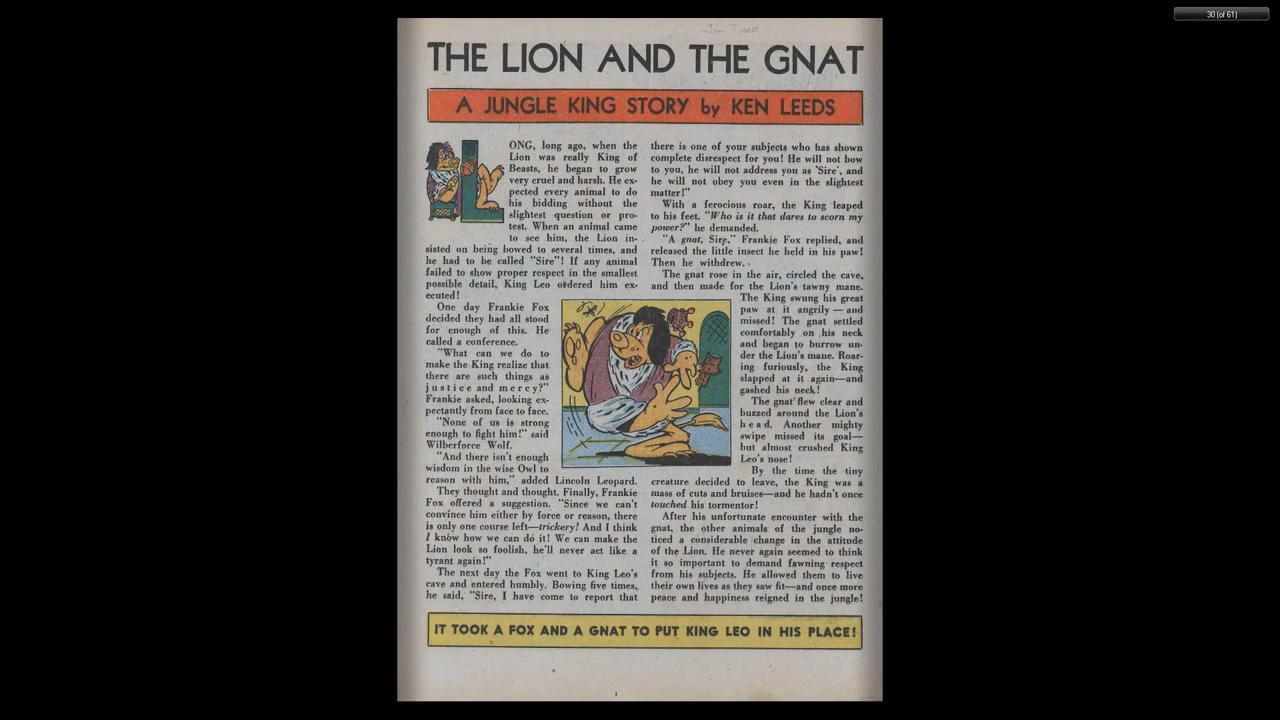 30 (of 61)
THE LION AND THE GNAT
A JUNGLE KING STORY by KEN LEEDS
LONG, long ago, when the
Lion was really King of
Beasts, he began to grow
very cruel and harsh. He ex-
pected every animal to do
his bidding without the
slightest question or pro-
test. When an animal came
to see him, the Lion in-
sisted on being bowed to several times, and
he had to be called "Sire"! If any animal
failed to show proper respect in the smallest
possible detail, King Leo ordered him ex-
ecuted!
One day Frankie Fox
decided they had all stood
for enough of this. He
called a conference.
"What can we do to
make the King realize that
there are such things as
justice and mercy?"
Frankie asked, looking ex-
pectantly from face to face.
"None of us is strong
enough to fight him!" said
Wilberforce Wolf.
"And there isn't enough
wisdom in the wise Owl to
reason with him," added Lincoln Leopard.
They thought and thought. Finally, Frankie
Fox offered a suggestion. "Since we can't
convince him either by force or reason, there
is only one course left—trickery! And I think
I know how we can do it! We can make the
Lion look so foolish, he'll never act like a
tyrant again!"
The next day the Fox went to King Leo's
cave and entered humbly. Bowing five times,
he said, "Sire, I have come to report that
there is one of your subjects who has shown
complete disrespect for you! He will not bow
to you, he will not address you as 'Sire', and
he will not obey you even in the slightest
matter!"
With a ferocious roar, the King leaped
to his feet. "Who is it that dares to scorn my
power?" he demanded.
"A gnat, Sire," Frankie Fox replied, and
released the little insect he held in his paw!
Then he withdrew.
The gnat rose in the air, circled the cave,
and then made for the Lion's tawny mane.
The King swung his great
paw at it angrily — and
missed! The gnat settled
comfortably on his neck
and began to burrow un-
der the Lion's mane. Roar-
ing furiously, the King
slapped at it again—and
gashed his neck!
The gnat flew clear and
buzzed around the Lion's
head. Another mighty
swipe missed its goal—
but almost crushed King
Leo's nose!
By the time the tiny
creature decided to leave, the King was a
mass of cuts and bruises—and he hadn't once
touched his tormentor!
After his unfortunate encounter with the
gnat, the other animals of the jungle no-
ticed a considerable change in the attitude
of the Lion. He never again seemed to think
it so important to demand fawning respect
from his subjects. He allowed them to live
their own lives as they saw fit—and once more
peace and happiness reigned in the jungle!
IT TOOK A FOX AND A GNAT TO PUT KING LEO IN HIS PLACE!